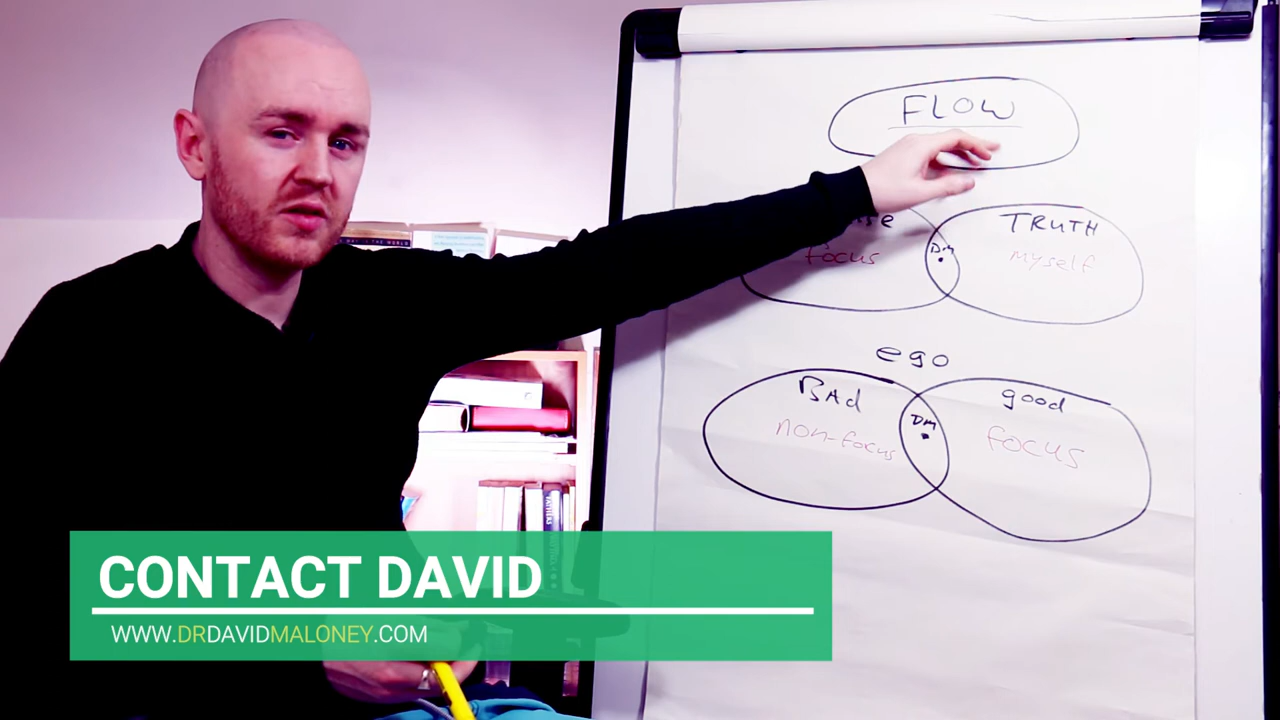 FLOW
TRUTH
focus
DM
myself
ego
BAd
good
DM
non-focus
focus
CONTACT DAVID
WWW.DRDAVIDMALONEY.COM